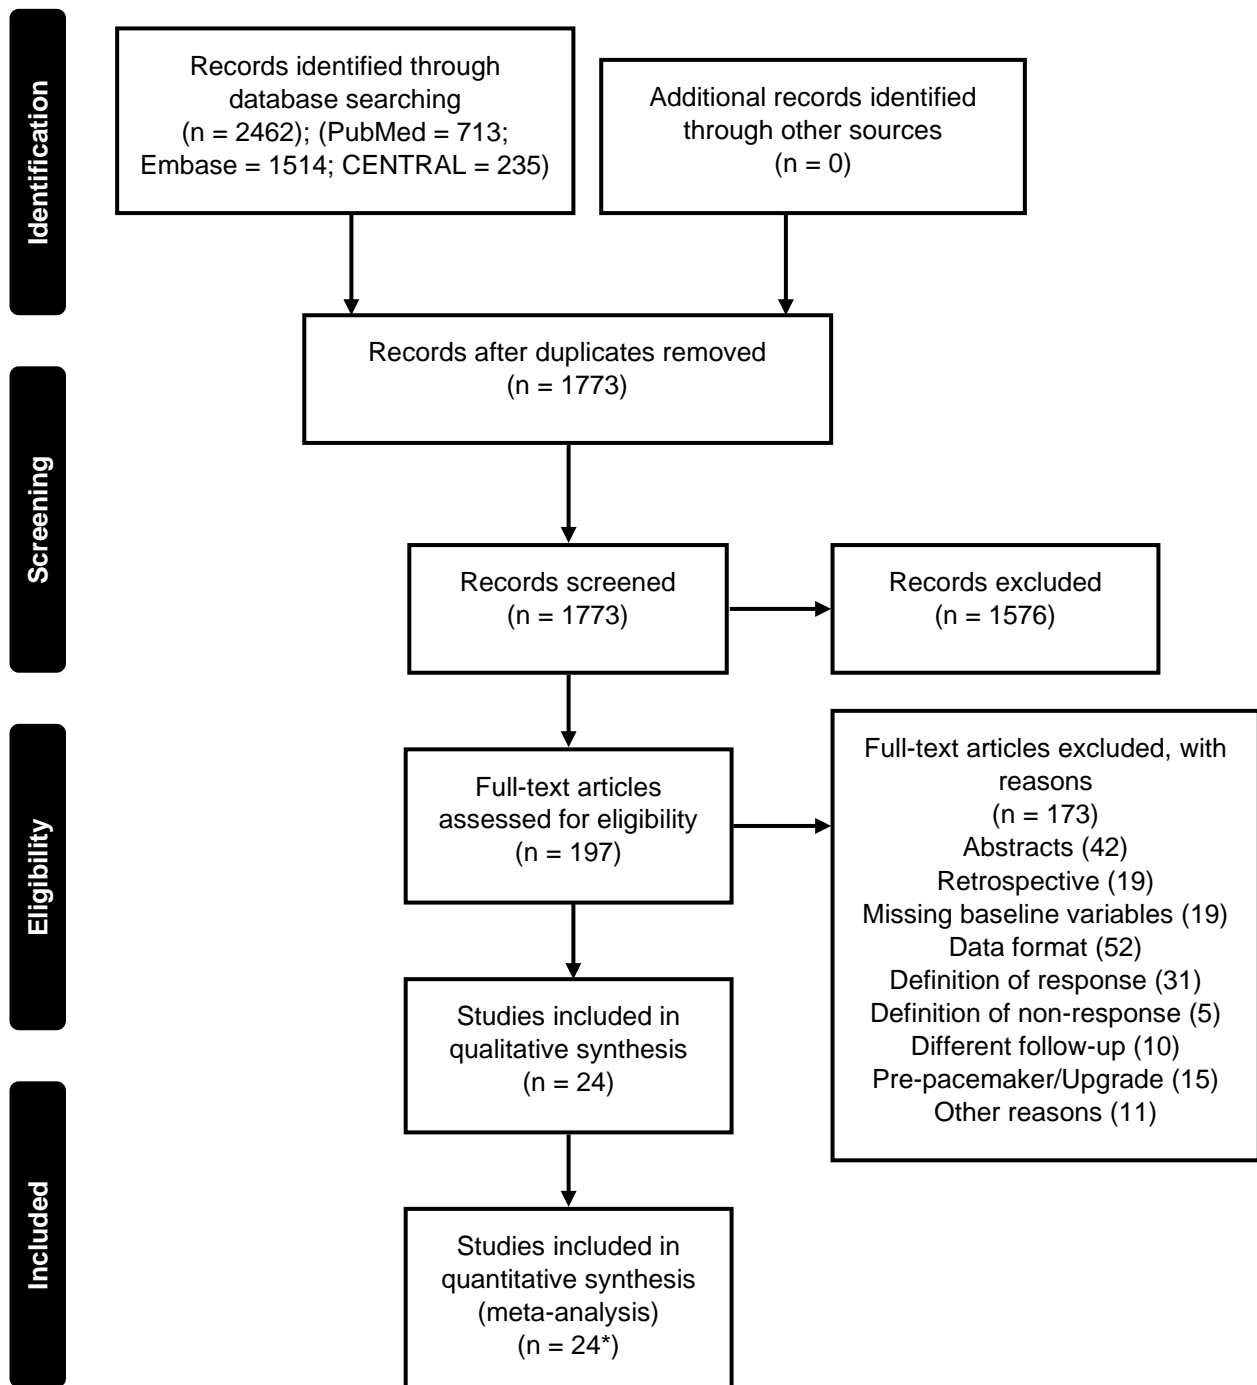 Identification
Records identified through
database searching
(n = 2462); (PubMed = 713;
Embase = 1514; CENTRAL = 235)
Additional records identified
through other sources
(n = 0)
Records after duplicates removed
(n = 1773)
Screening
Records screened
(n = 1773)
Records excluded
(n = 1576)
Eligibility
Full-text articles
assessed for eligibility
(n = 197)
Full-text articles excluded, with
reasons
(n = 173)
Abstracts (42)
Retrospective (19)
Missing baseline variables (19)
Data format (52)
Definition of response (31)
Definition of non-response (5)
Different follow-up (10)
Pre-pacemaker/Upgrade (15)
Other reasons (11)
Studies included in
qualitative synthesis
(n = 24)
Included
Studies included in
quantitative synthesis
(meta-analysis)
(n = 24*)